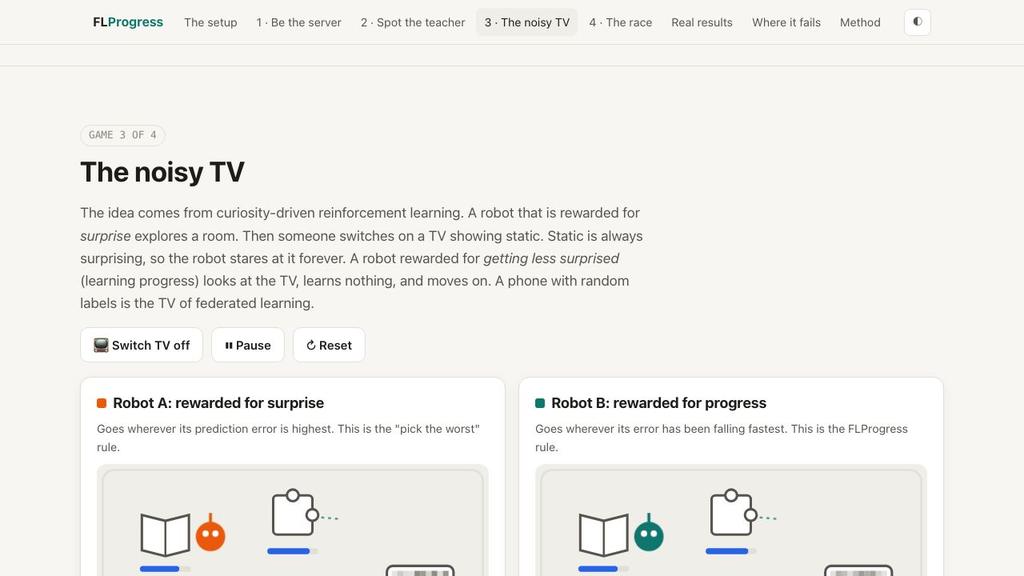 FLProgress The setup 1 · Be the server 2 · Spot the teacher 3 · The noisy TV 4 · The race Real results Where it fails Method
GAME 3 OF 4
The noisy TV
The idea comes from curiosity-driven reinforcement learning. A robot that is rewarded for
surprise explores a room. Then someone switches on a TV showing static. Static is always
surprising, so the robot stares at it forever. A robot rewarded for getting less surprised
(learning progress) looks at the TV, learns nothing, and moves on. A phone with random
labels is the TV of federated learning.
Switch TV off Pause Reset
Robot A: rewarded for surprise
Goes wherever its prediction error is highest. This is the "pick the worst"
rule.
Robot B: rewarded for progress
Goes wherever its error has been falling fastest. This is the FLProgress
rule.